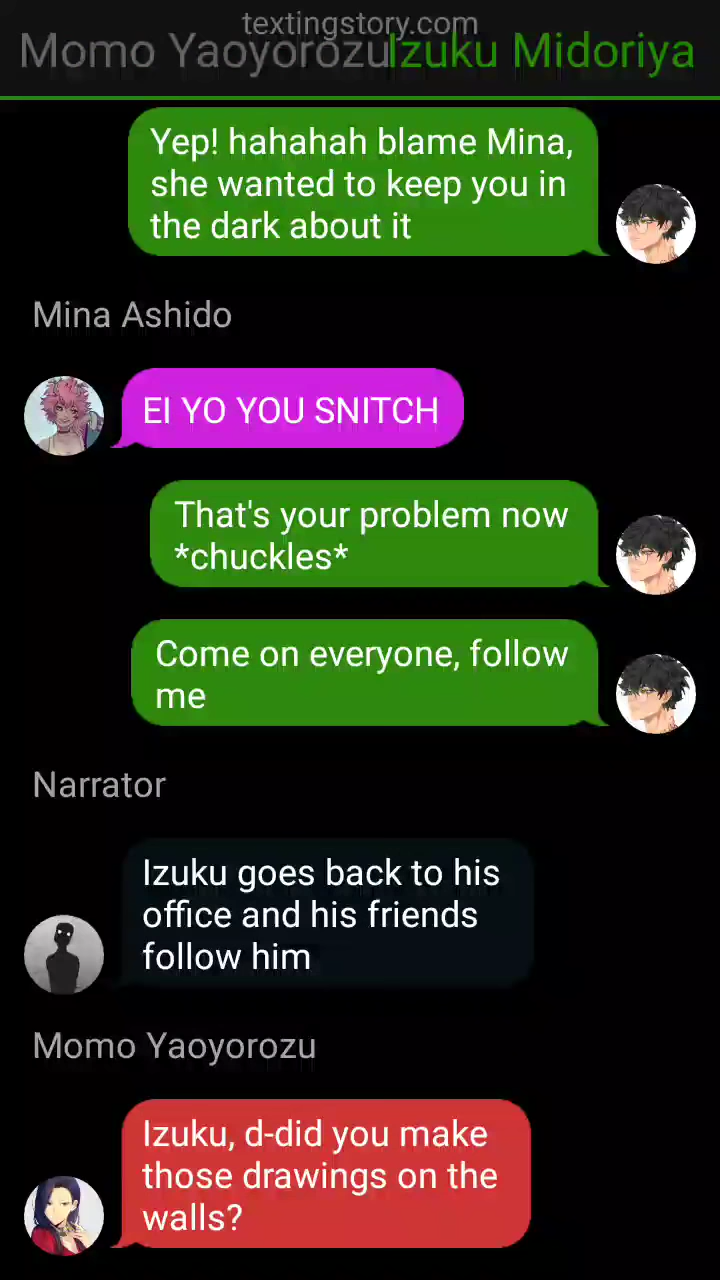 textingstory.com
Momo Yaoyorozu Izuku Midoriya
Yep! hahahah blame Mina,
she wanted to keep you in
the dark about it
Mina Ashido
EI YO YOU SNITCH
That's your problem now
*chuckles*
Come on everyone, follow
me
Narrator
Izuku goes back to his
office and his friends
follow him
Momo Yaoyorozu
Izuku, d-did you make
those drawings on the
walls?